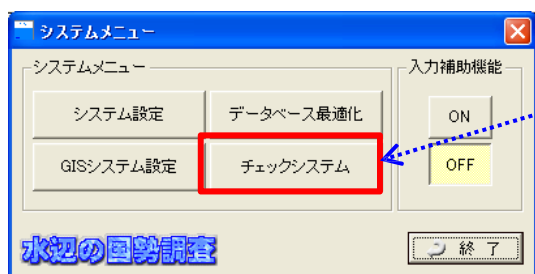 システムメニュー
システムメニュー
入力補助機能
システム設定
データベース最適化
ON
GISシステム設定
チェックシステム
OFF
水辺の国勢調査
終 了